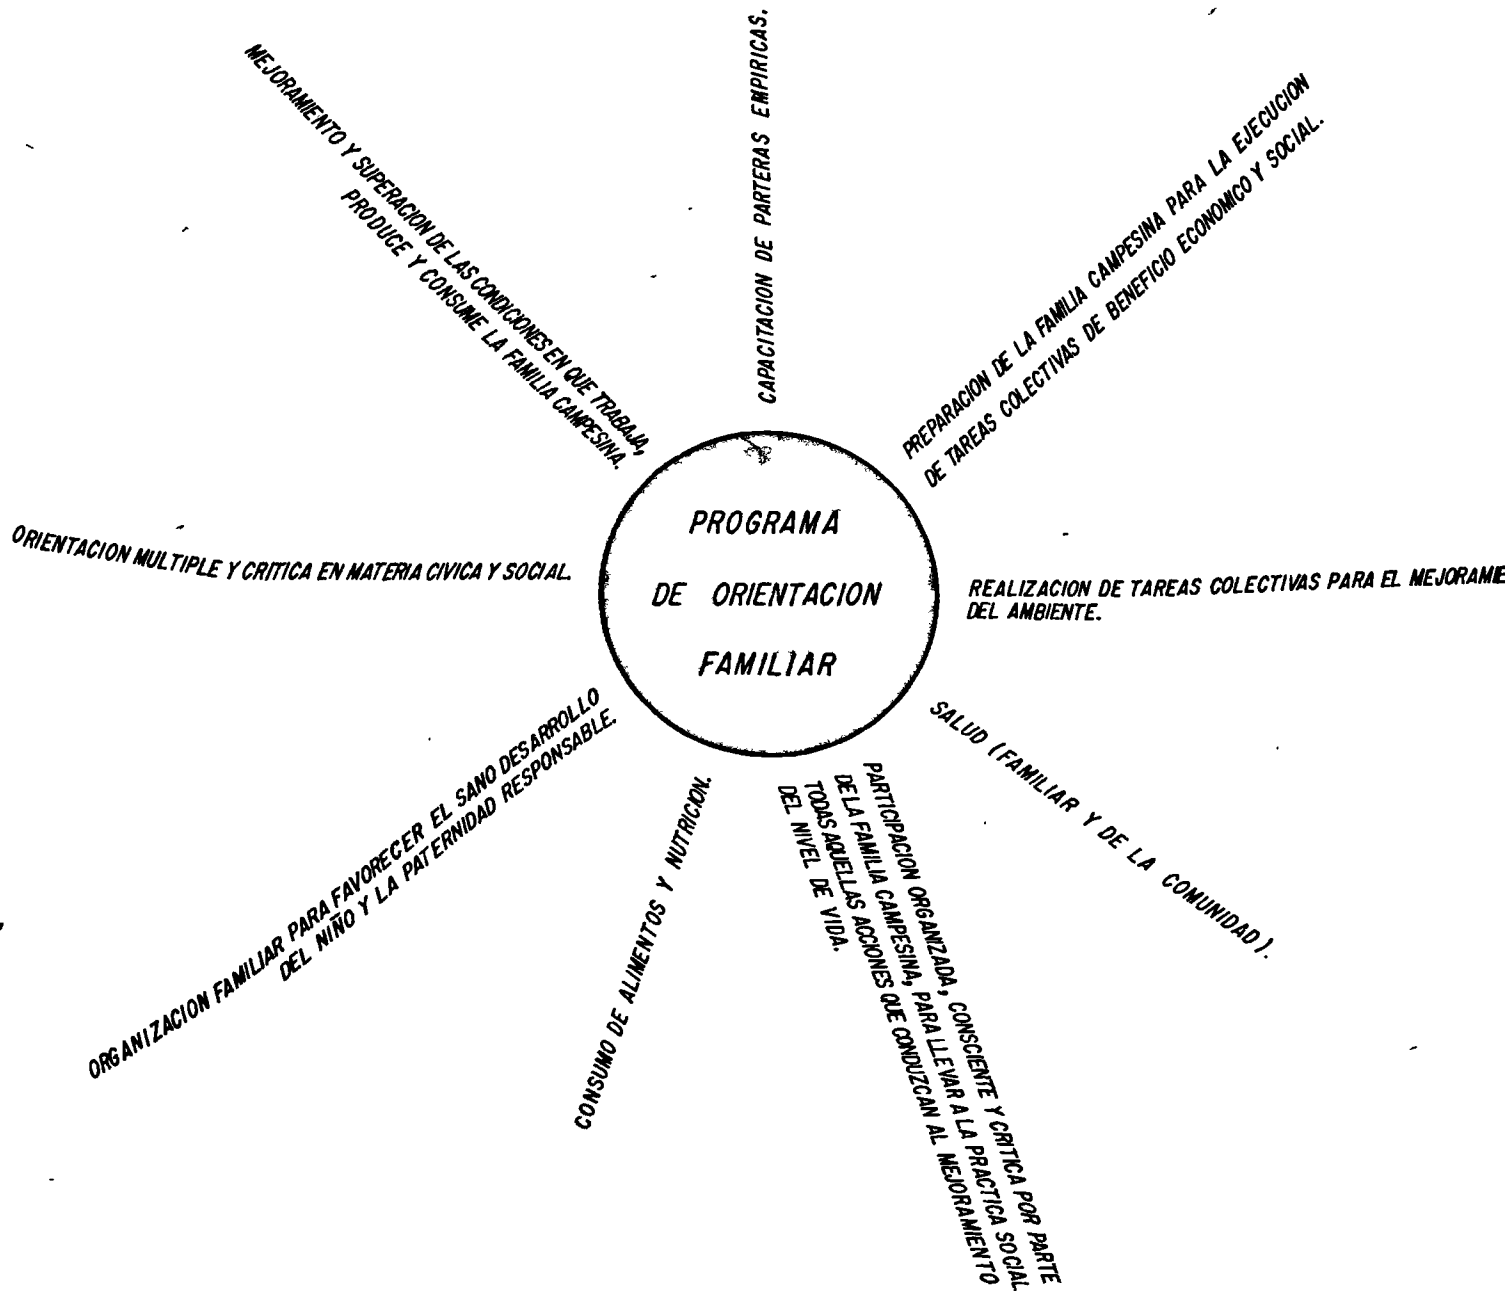 PROGRAMA
DE ORIENTACION
FAMILIAR
CAPACITACION DE PARTERAS EMPIRICAS.
PREPARACION DE LA FAMILIA CAMPESINA PARA LA EJECUCION
DE TAREAS COLECTIVAS DE BENEFICIO ECONOMICO Y SOCIAL.
REALIZACION DE TAREAS COLECTIVAS PARA EL MEJORAMIE
DEL AMBIENTE.
SALUD (FAMILIAR Y DE LA COMUNIDAD).
PARTICIPACION ORGANIZADA, CONSCIENTE Y CRITICA POR PARTE
DE LA FAMILIA CAMPESINA, PARA LLEVAR A LA PRACTICA SOCIAL
TODAS AQUELLAS ACCIONES QUE CONDUZCAN AL MEJORAMIENTO
DEL NIVEL DE VIDA.
CONSUMO DE ALIMENTOS Y NUTRICION.
ORGANIZACION FAMILIAR PARA FAVORECER EL SANO DESARROLLO
DEL NIÑO Y LA PATERNIDAD RESPONSABLE.
ORIENTACION MULTIPLE Y CRITICA EN MATERIA CIVICA Y SOCIAL.
MEJORAMIENTO Y SUPERACION DE LAS CONDICIONES EN QUE TRABAJA,
PRODUCE Y CONSUME LA FAMILIA CAMPESINA.